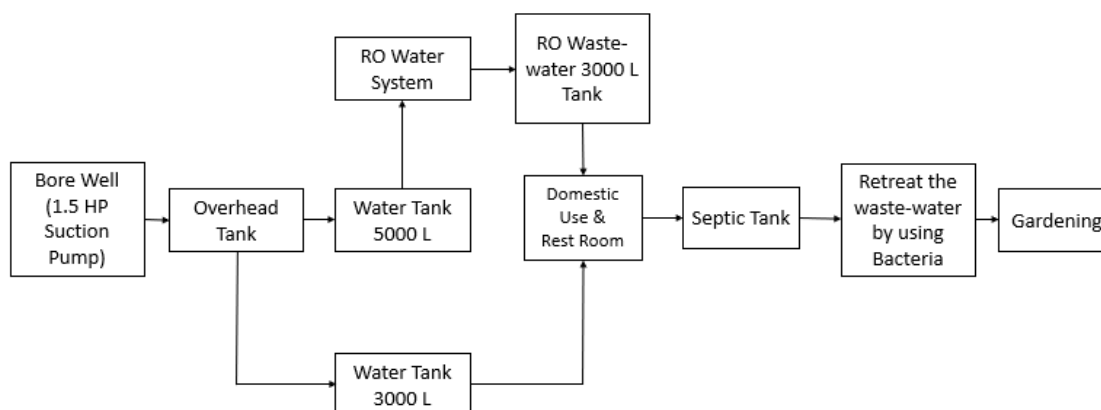 RO Water
System
RO Waste-
water 3000 L
Tank
Bore Well
(1.5 HP
Suction
Pump)
Overhead
Tank
Water Tank
5000 L
Domestic
Use &
Rest Room
Septic Tank
Retreat the
waste-water
by using
Bacteria
Gardening
Water Tank
3000 L